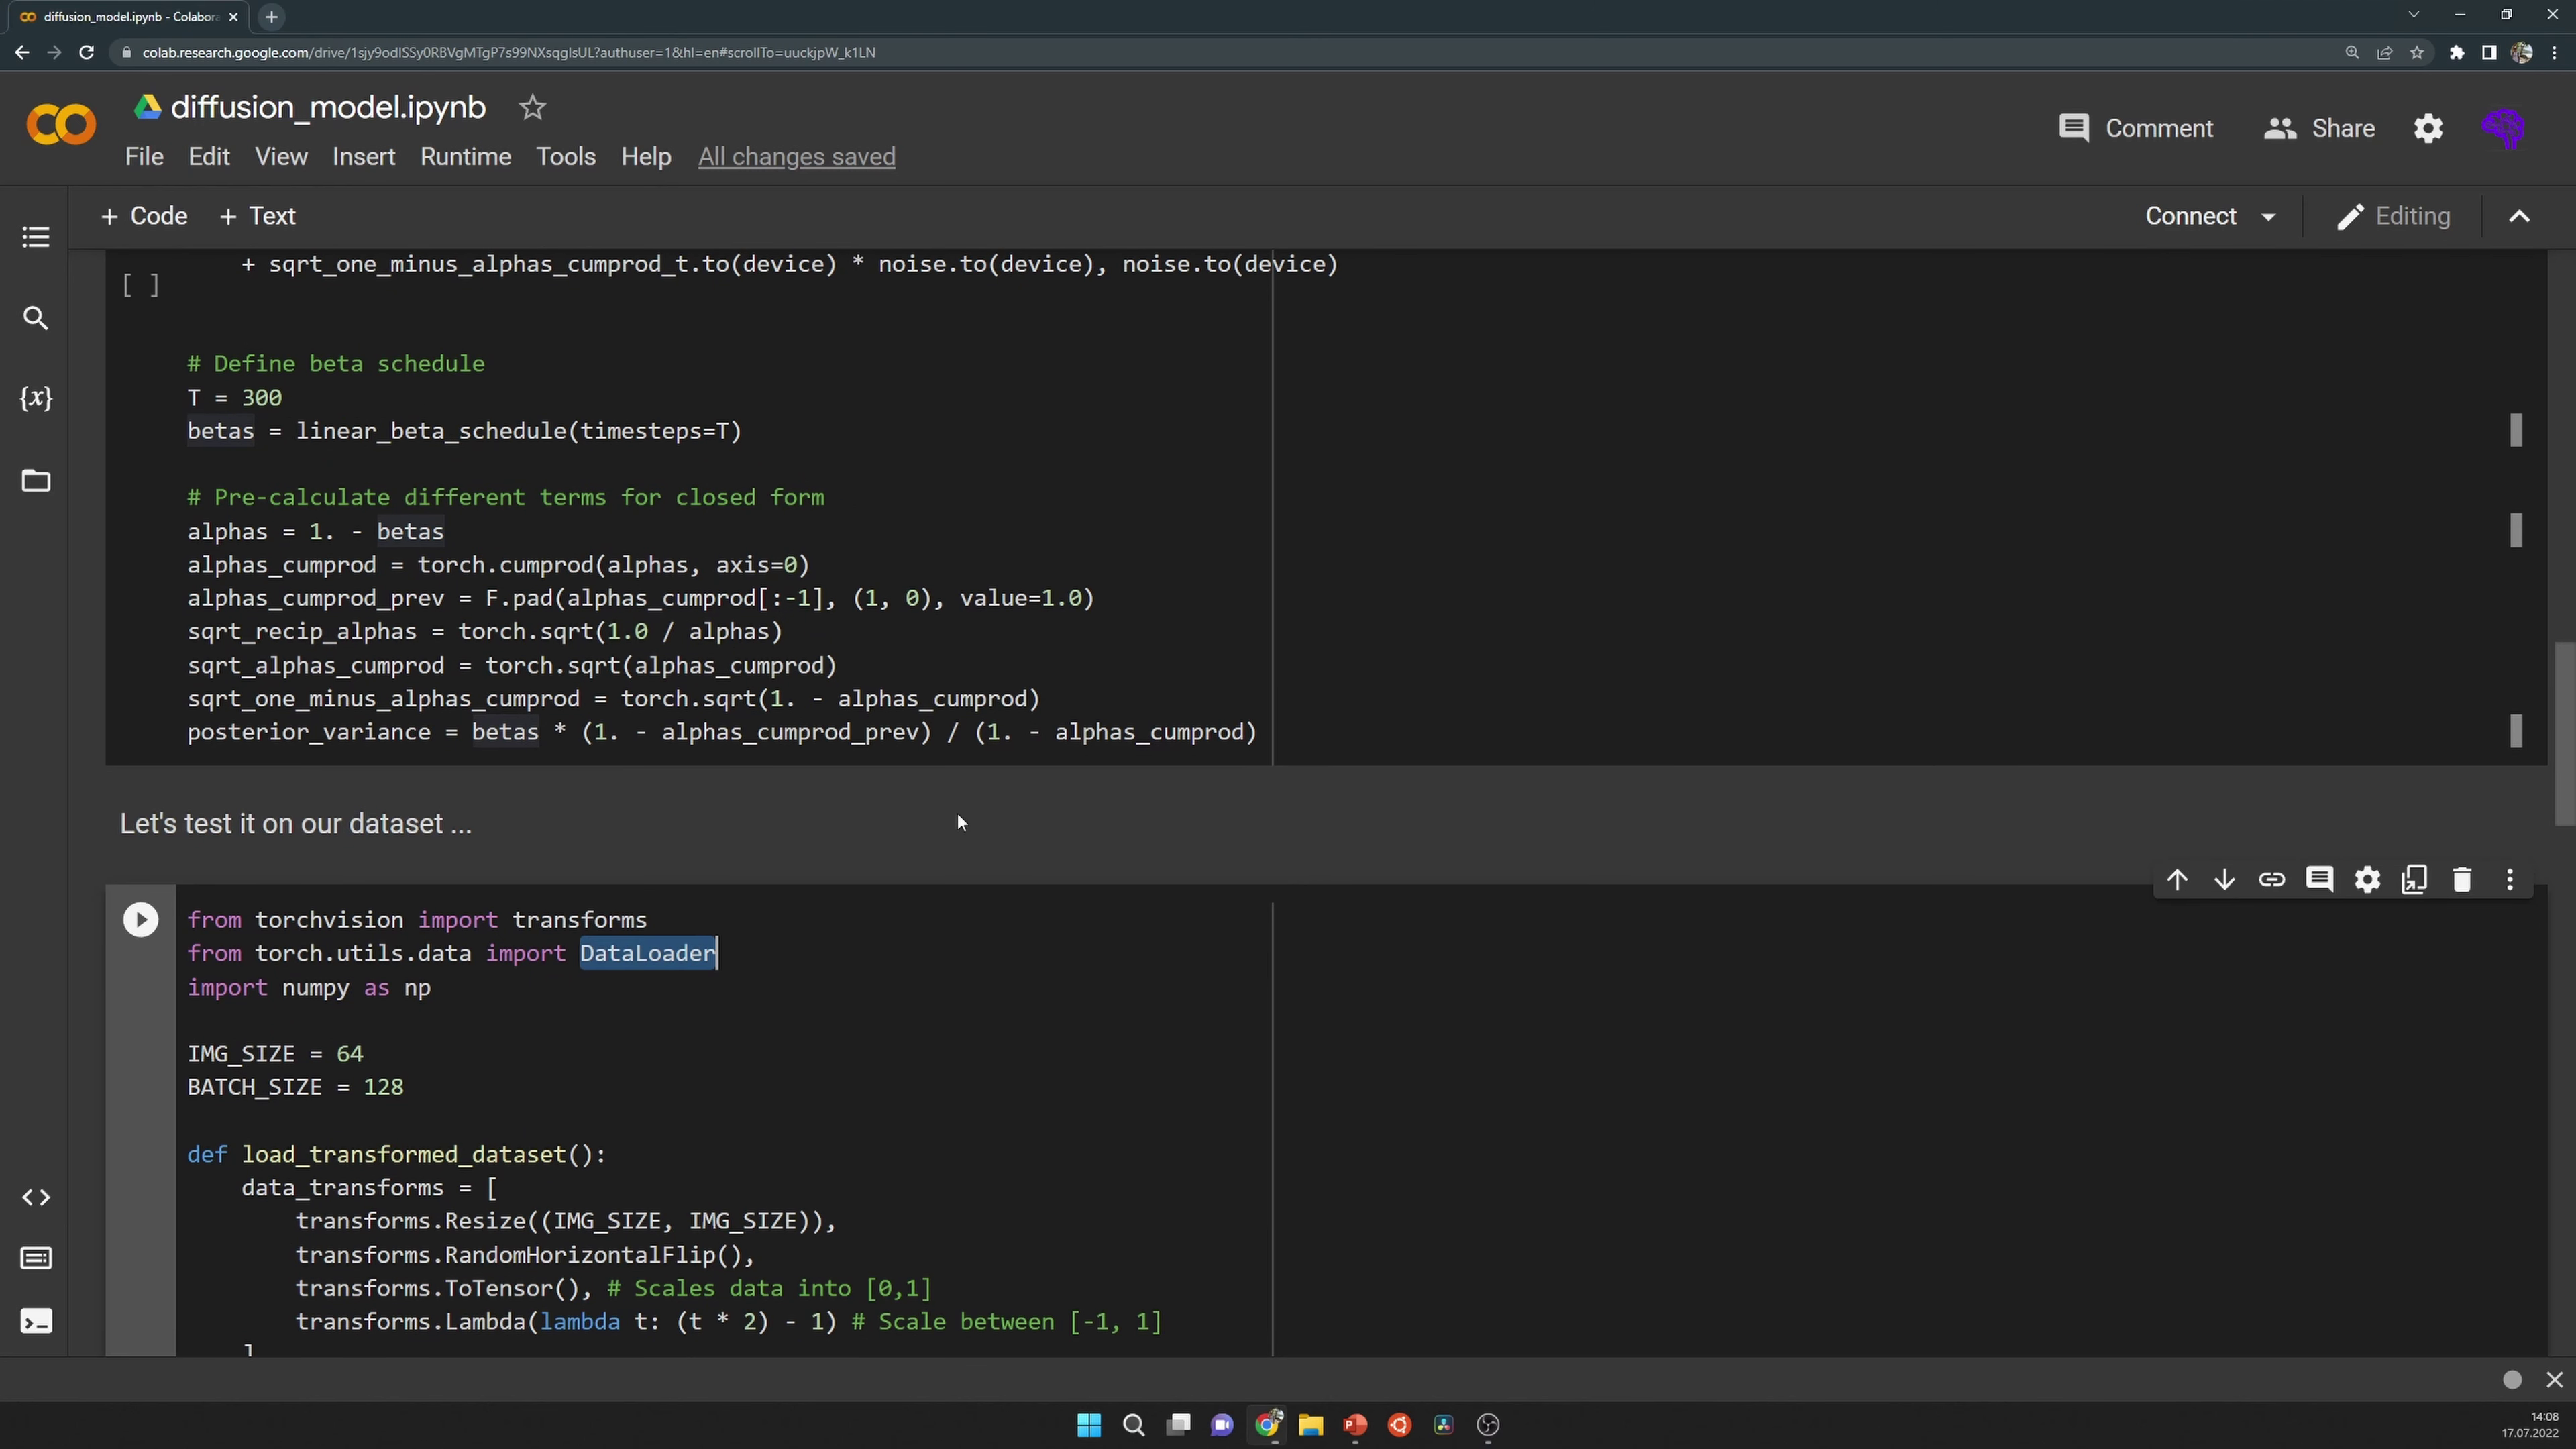 diffusion_model.ipynb - Colabora
colab.research.google.com/drive/1sjy9odlSSy0RBVgMTgP7s99NXsqglsUL?authuser=1&hl=en#scrollTo=uuckjpW_k1LN
diffusion_model.ipynb
Comment
Share
File Edit View Insert Runtime Tools Help All changes saved
+ Code + Text
Connect
Editing
+ sqrt_one_minus_alphas_cumprod_t.to(device) * noise.to(device), noise.to(device)
[ ]
# Define beta schedule
T = 300
betas = linear_beta_schedule(timesteps=T)
# Pre-calculate different terms for closed form
alphas = 1. - betas
alphas_cumprod = torch.cumprod(alphas, axis=0)
alphas_cumprod_prev = F.pad(alphas_cumprod[:-1], (1, 0), value=1.0)
sqrt_recip_alphas = torch.sqrt(1.0 / alphas)
sqrt_alphas_cumprod = torch.sqrt(alphas_cumprod)
sqrt_one_minus_alphas_cumprod = torch.sqrt(1. - alphas_cumprod)
posterior_variance = betas * (1. - alphas_cumprod_prev) / (1. - alphas_cumprod)
Let's test it on our dataset ...
from torchvision import transforms
from torch.utils.data import DataLoader
import numpy as np
IMG_SIZE = 64
BATCH_SIZE = 128
def load_transformed_dataset():
data_transforms = [
transforms.Resize((IMG_SIZE, IMG_SIZE)),
transforms.RandomHorizontalFlip(),
transforms.ToTensor(), # Scales data into [0,1]
transforms.Lambda(lambda t: (t * 2) - 1) # Scale between [-1, 1]
]
14:08
17.07.2022